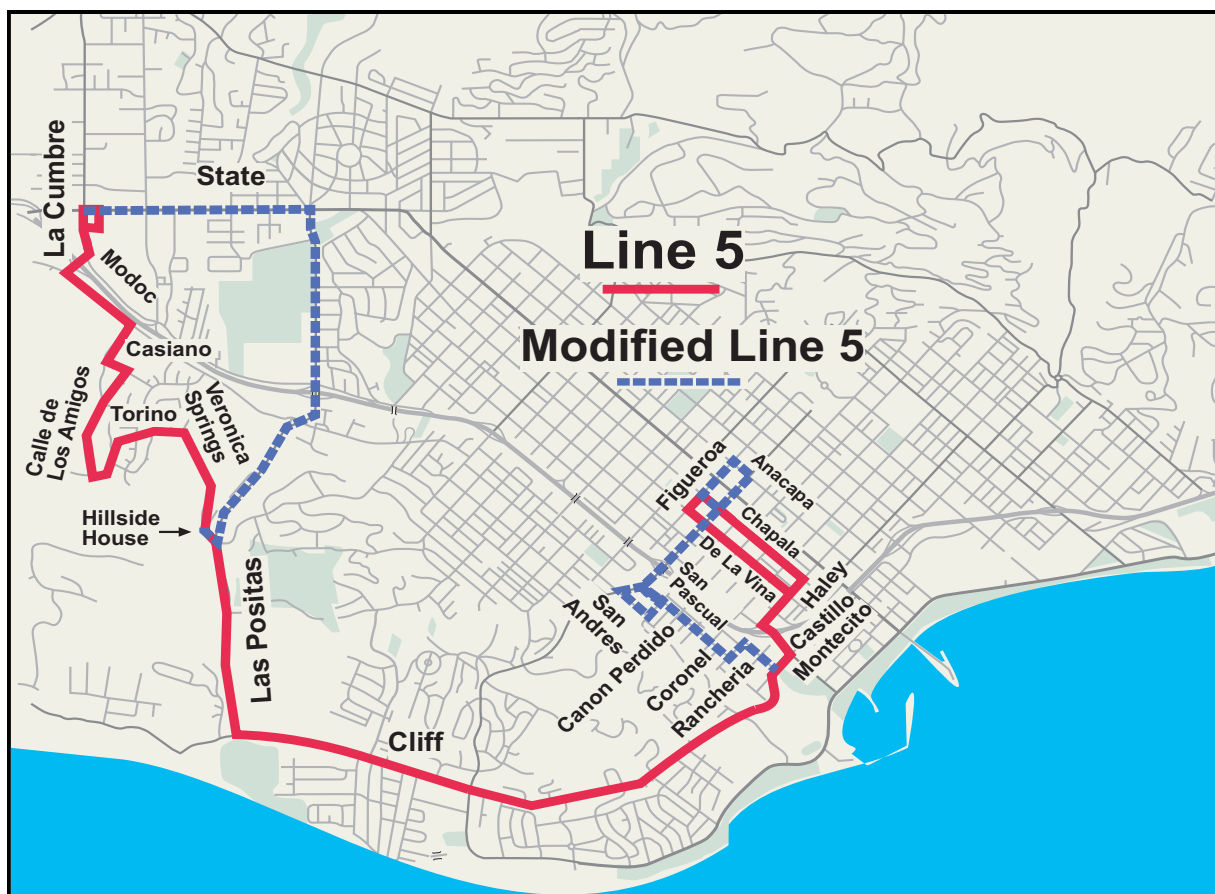 La Cumbre
State
Line 5
Modoc
Modified Line 5
Casiano
Calle de
Los Amigos
Torino
Veronica
Springs
Hillside
House
Las Positas
Cliff
Figueroa
Anacapa
Chapala
De La Vina
San
Pascual
San
Andres
Haley
Castillo
Montecito
Canon Perdido
Coronel
Rancheria